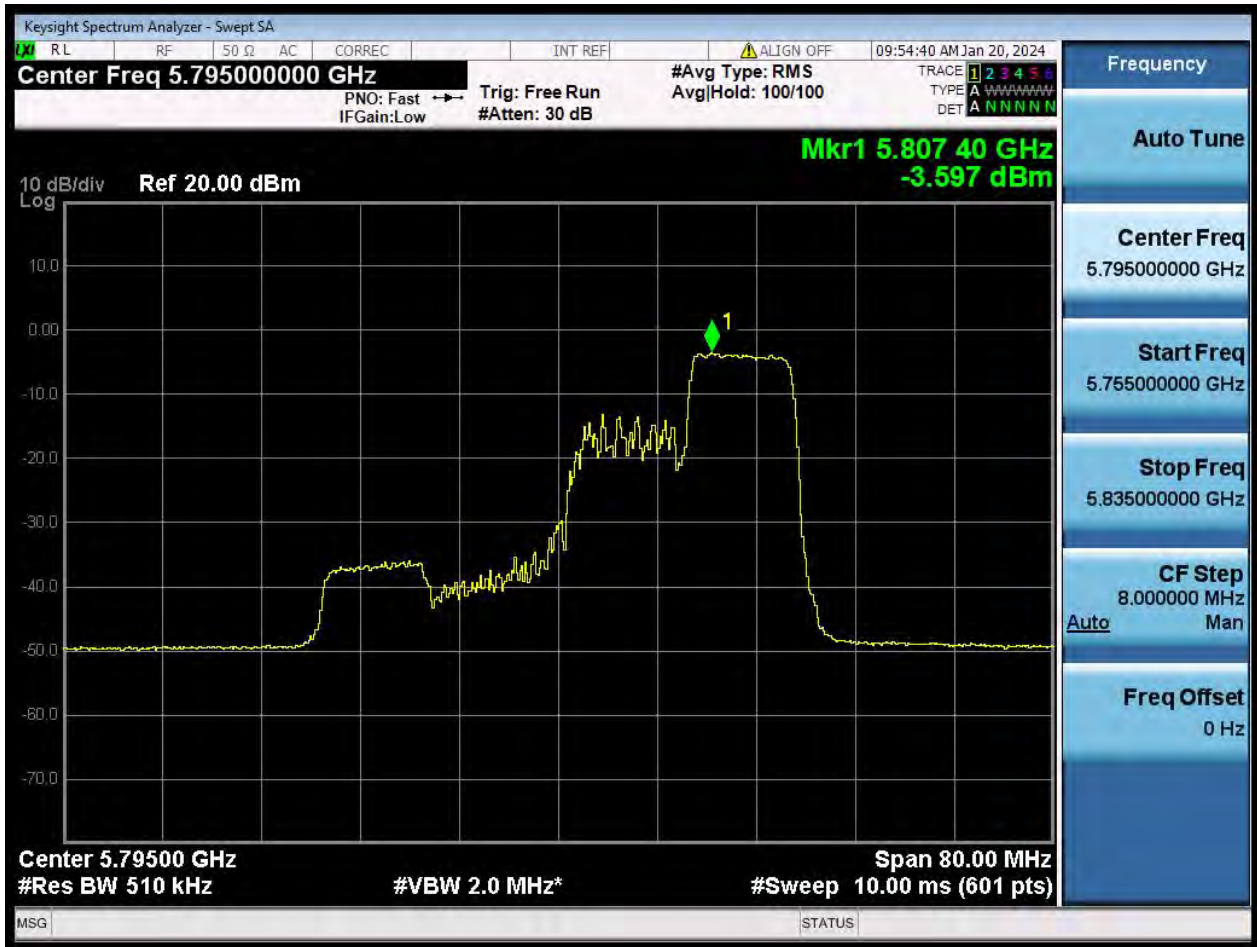 Keysight Spectrum Analyzer - Swept SA
LXI RL RF 50 Ω AC CORREC INT REF ALIGN OFF 09:54:40 AM Jan 20, 2024
Center Freq 5.795000000 GHz
PNO: Fast
IFGain:Low
Trig: Free Run
#Atten: 30 dB
#Avg Type: RMS
Avg|Hold: 100/100
TRACE 1 2 3 4 5 6
TYPE A WWWWW
DET A N N N N N
Mkr1 5.807 40 GHz
-3.597 dBm
10 dB/div Ref 20.00 dBm
Log
10.0
0.00
-10.0
-20.0
-30.0
-40.0
-50.0
-60.0
-70.0
1
Center 5.79500 GHz
Span 80.00 MHz
#Res BW 510 kHz
#VBW 2.0 MHz*
#Sweep 10.00 ms (601 pts)
MSG
STATUS
Frequency
Auto Tune
Center Freq
5.795000000 GHz
Start Freq
5.755000000 GHz
Stop Freq
5.835000000 GHz
CF Step
8.000000 MHz
Auto Man
Freq Offset
0 Hz